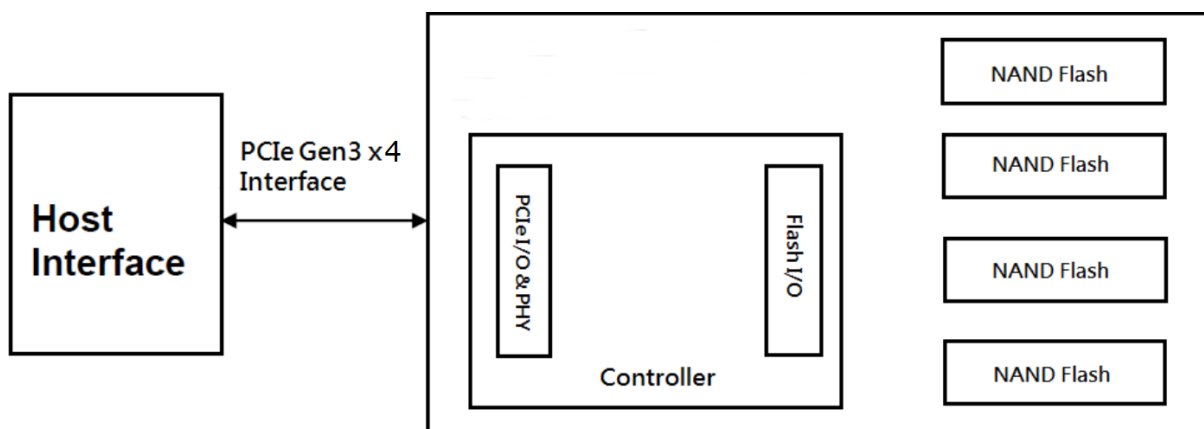 PCIe Gen3 x4
Interface
Host
Interface
PCIe I/O & PHY
Flash I/O
Controller
NAND Flash
NAND Flash
NAND Flash
NAND Flash